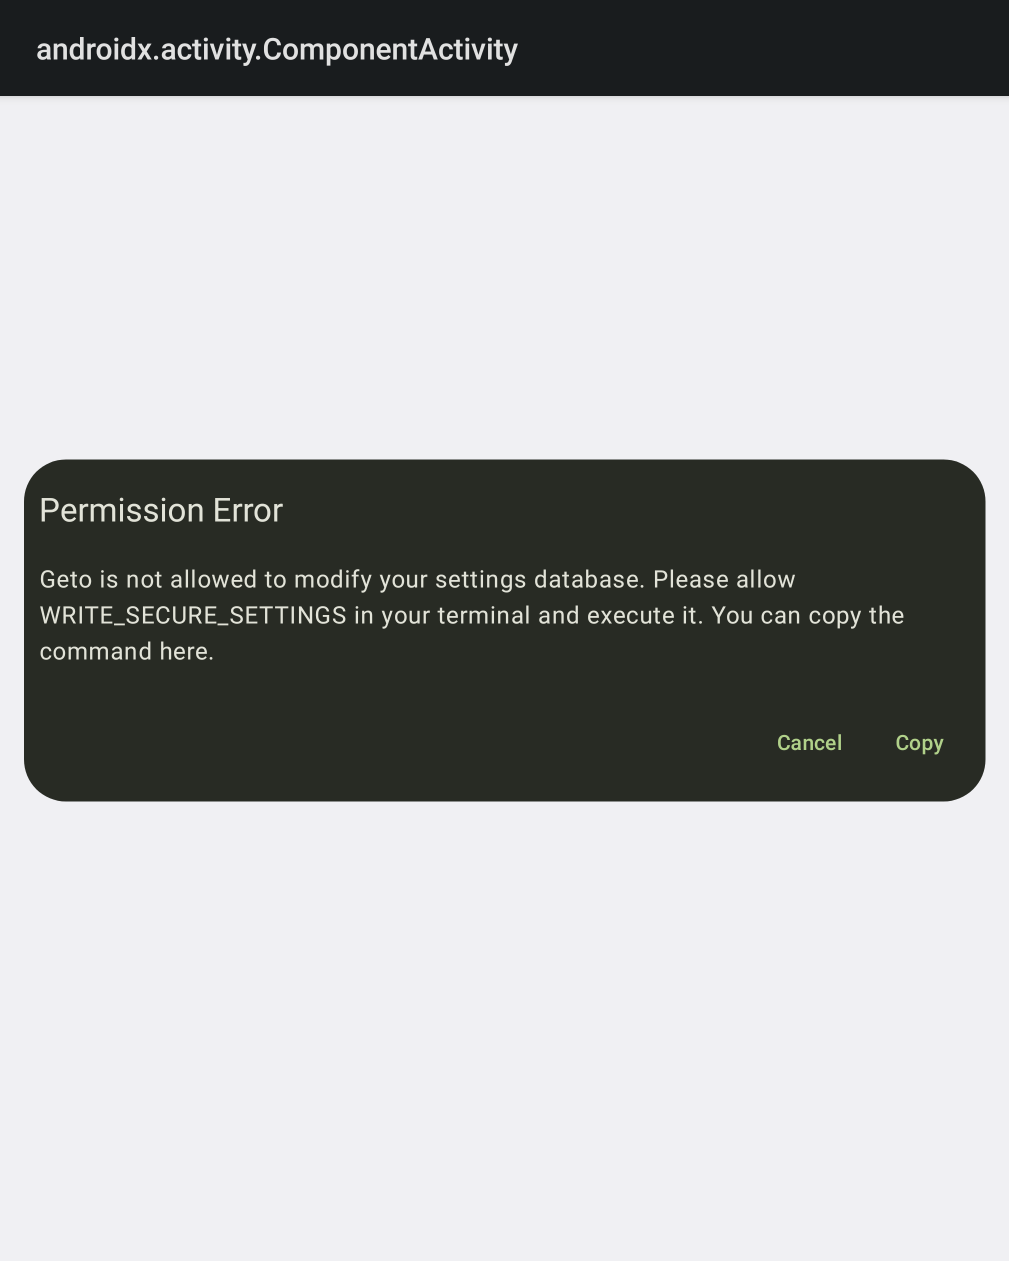 androidx.activity.ComponentActivity
Permission Error
Geto is not allowed to modify your settings database. Please allow
WRITE_SECURE_SETTINGS in your terminal and execute it. You can copy the
command here.
Cancel Copy